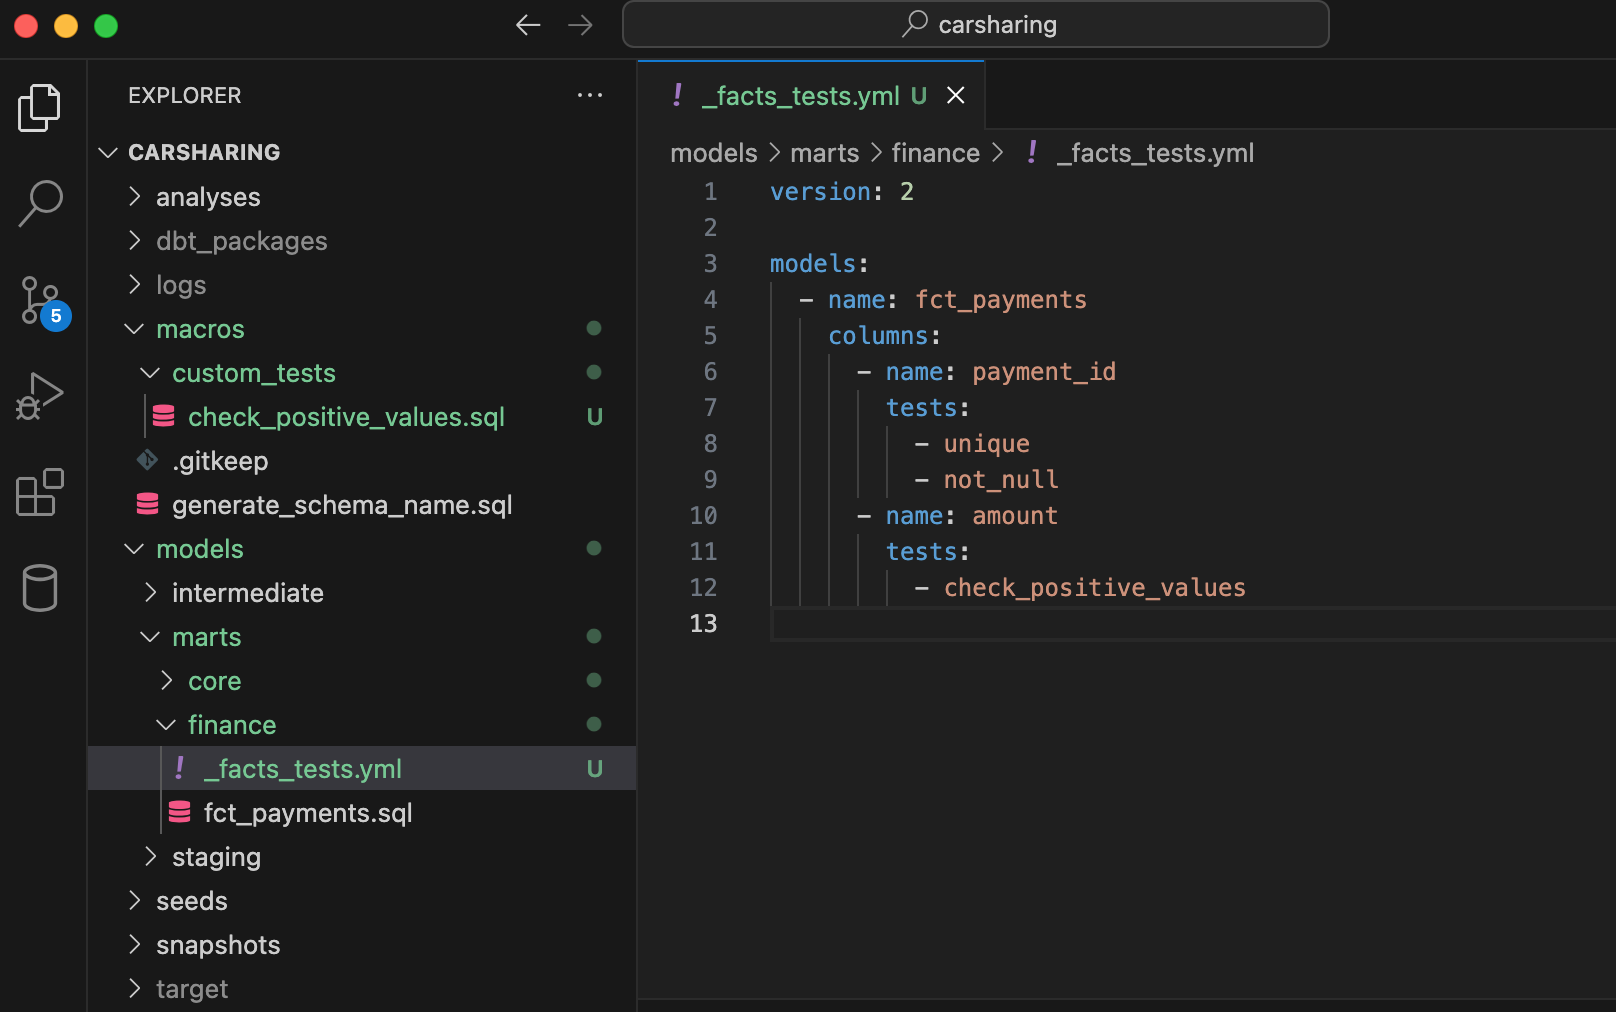 carsharing
EXPLORER
CARSHARING
analyses
dbt_packages
logs
macros
custom_tests
check_positive_values.sql U
.gitkeep
generate_schema_name.sql
models
intermediate
marts
core
finance
_facts_tests.yml U
fct_payments.sql
staging
seeds
snapshots
target
5
! _facts_tests.yml U
models > marts > finance > ! _facts_tests.yml
1 version: 2
2
3 models:
4 - name: fct_payments
5 columns:
6 - name: payment_id
7 tests:
8 - unique
9 - not_null
10 - name: amount
11 tests:
12 - check_positive_values
13